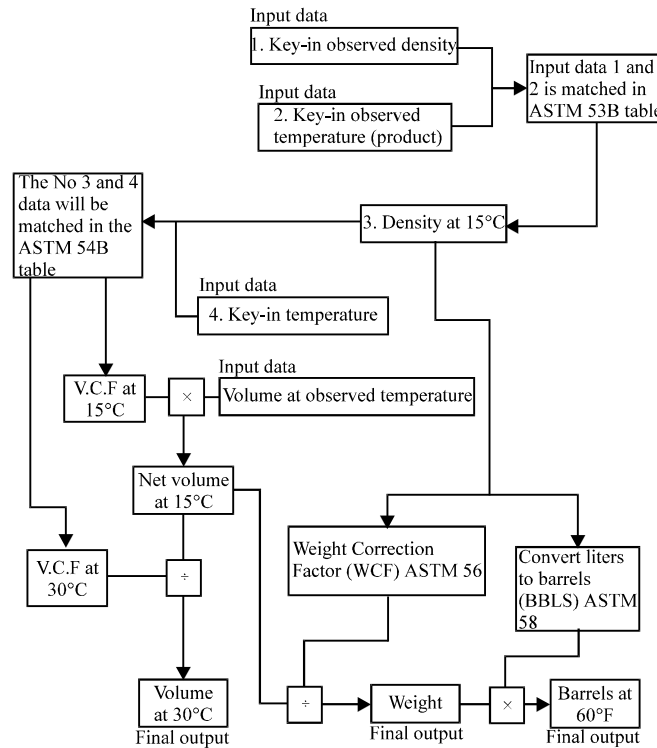 Input data
1. Key-in observed density
Input data
2. Key-in observed
temperature (product)
Input data 1 and
2 is matched in
ASTM 53B table
The No 3 and 4
data will be
matched in the
ASTM 54B
table
3. Density at 15°C
Input data
4. Key-in temperature
V.C.F at
15°C
×
Input data
Volume at observed temperature
Net volume
at 15°C
V.C.F at
30°C
÷
Weight Correction
Factor (WCF) ASTM 56
Convert liters
to barrels
(BBLS) ASTM
58
Volume
at 30°C
Final output
÷
Weight
Final output
×
Barrels at
60°F
Final output